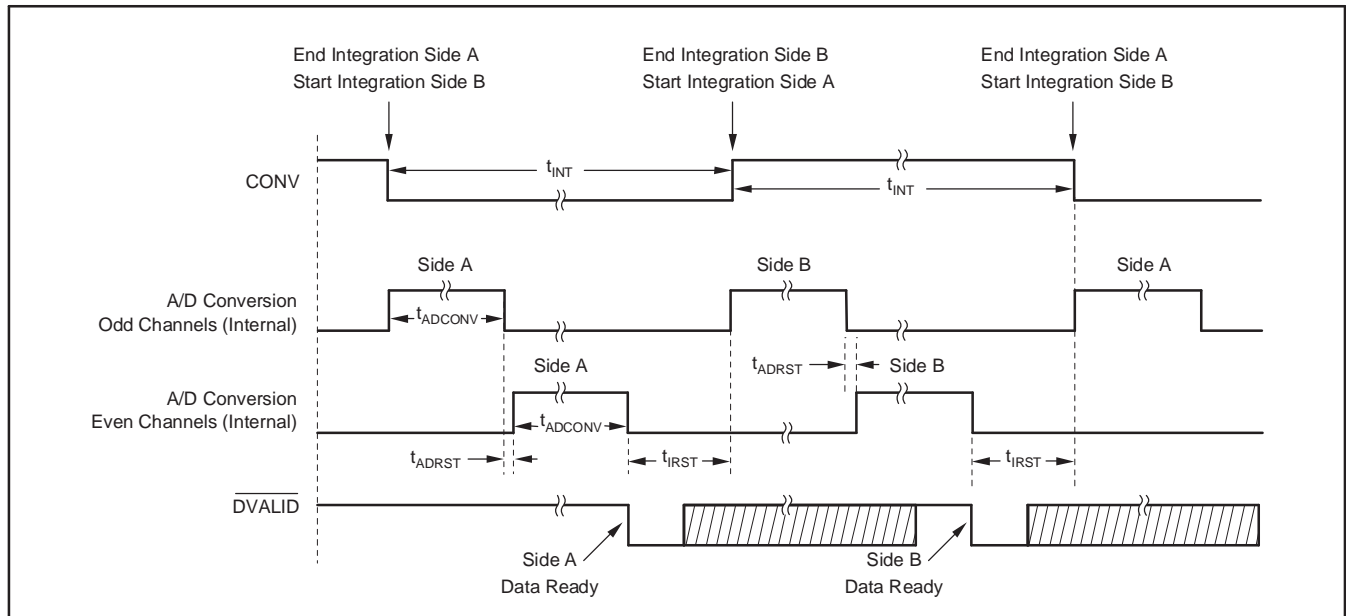 End Integration Side A
Start Integration Side B
End Integration Side B
Start Integration Side A
End Integration Side A
Start Integration Side B
CONV
tINT
tINT
Side A
Side B
Side A
A/D Conversion
Odd Channels (Internal)
tADCONV
Side A
tADRST
Side B
A/D Conversion
Even Channels (Internal)
tADCONV
tADRST
tIRST
tIRST
DVALID
Side A
Data Ready
Side B
Data Ready